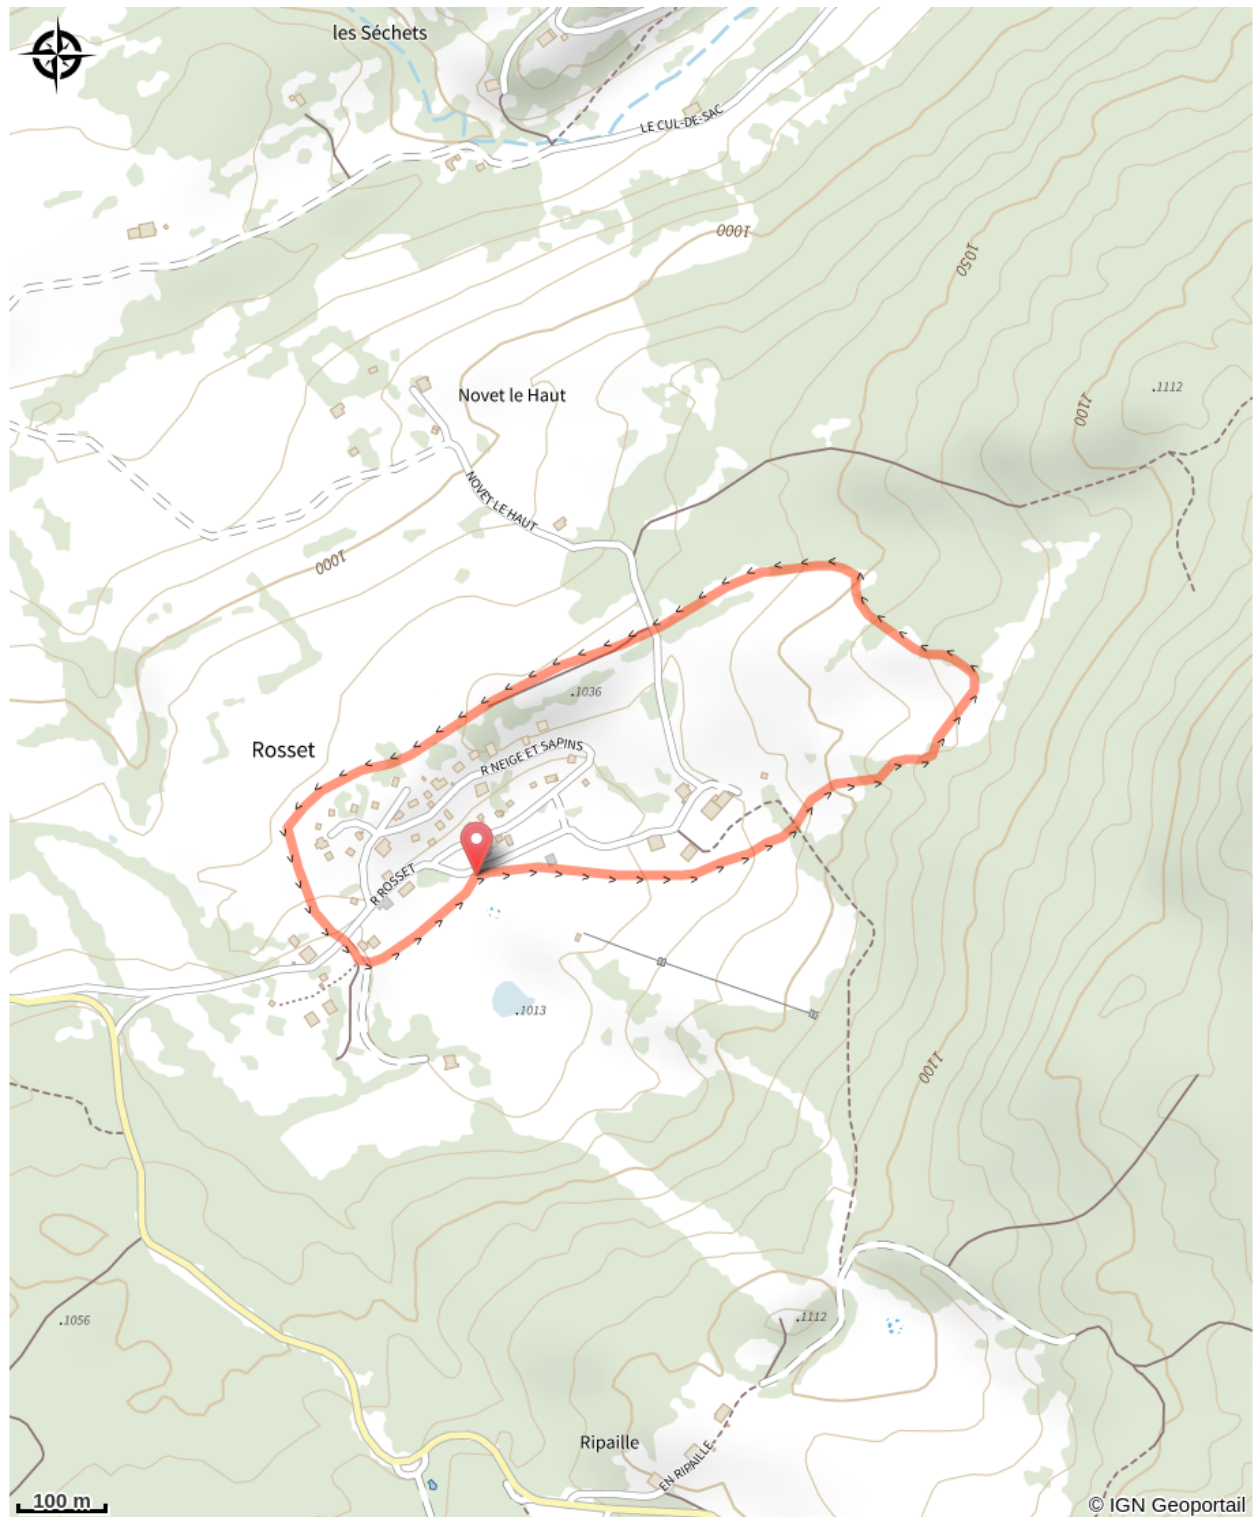 les Séchets
LE CUL-DE-SAC
1000
1050
.1112
1100
Novet le Haut
NOVET LE HAUT
1000
.1036
Rosset
R NEIGE ET SAPINS
R ROSSET
.1013
1100
.1112
.1056
Ripaille
EN RIPAILLE
100 m
© IGN Geoportail